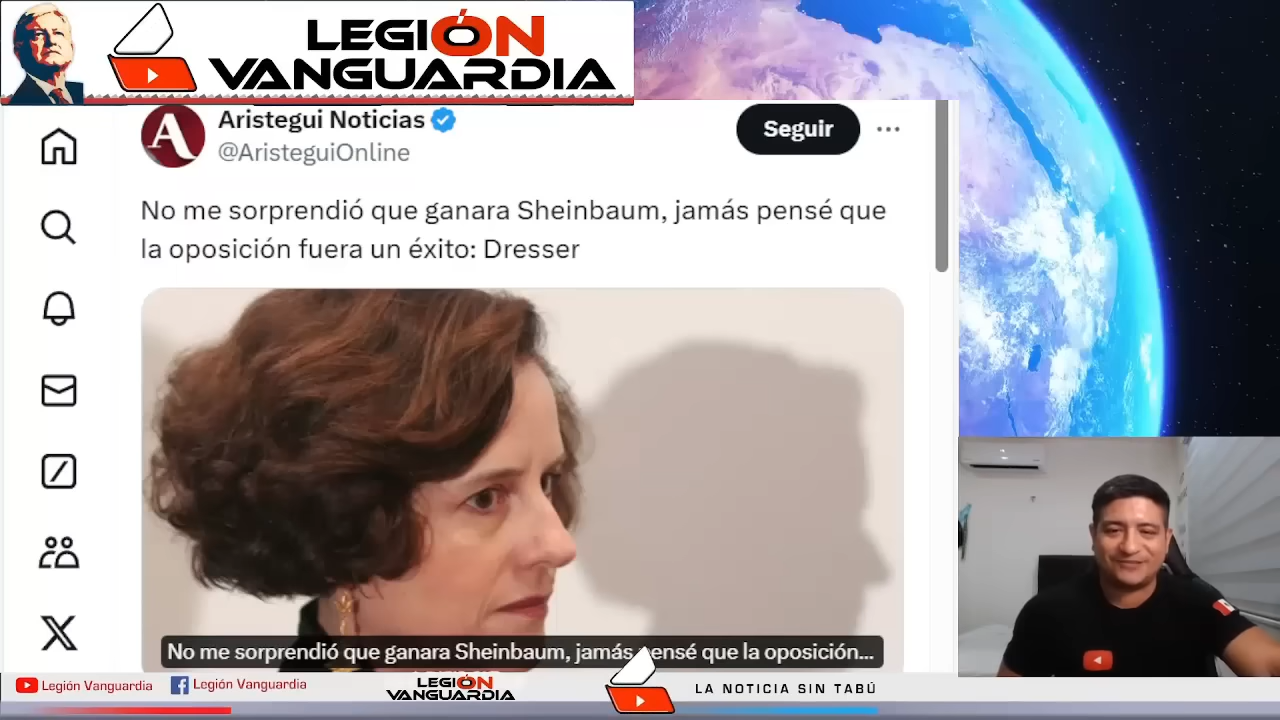 LEGIÓN
VANGUARDIA
Aristegui Noticias
@AristeguiOnline
Seguir
No me sorprendió que ganara Sheinbaum, jamás pensé que
la oposición fuera un éxito: Dresser
No me sorprendió que ganara Sheinbaum, jamás pensé que la oposición...
Legión Vanguardia
Legión Vanguardia
LEGIÓN
VANGUARDIA
LA NOTICIA SIN TABÚ